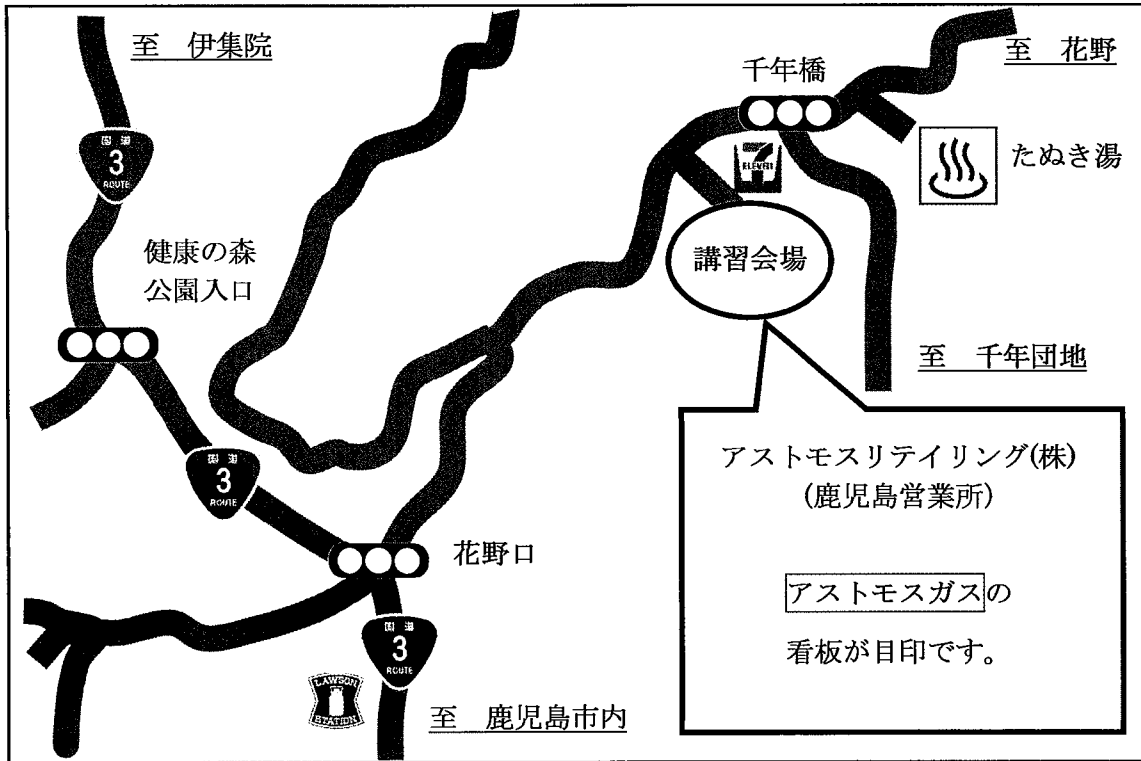 至 伊集院
千年橋
至 花野
国道
3
ROUTE
7
ELEVEN
たぬき湯
健康の森
公園入口
講習会場
至 千年団地
国道
3
ROUTE
アストモスリテイリング(株)
(鹿児島営業所)
花野口
アストモスガスの
看板が目印です。
国道
3
ROUTE
LAWSON
STATION
至 鹿児島市内